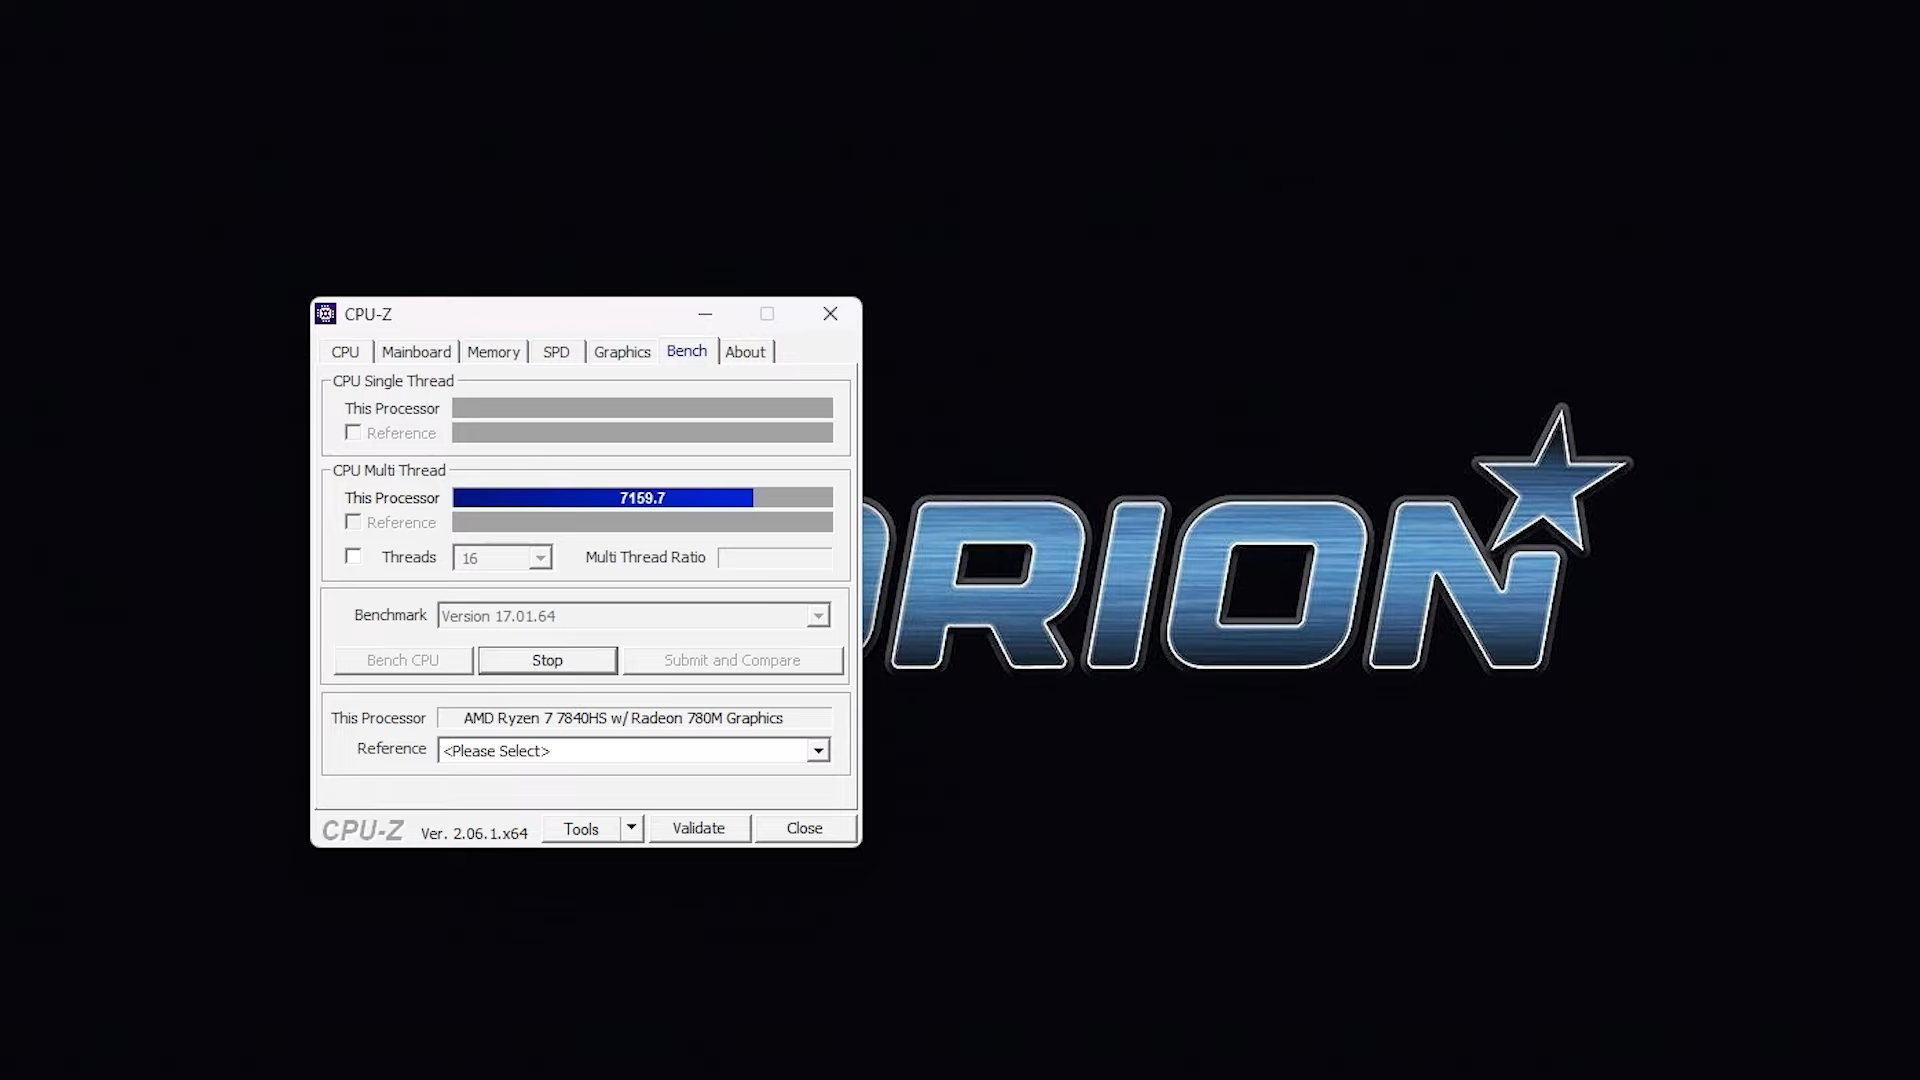 CPU-Z
CPU Mainboard Memory SPD Graphics Bench About
CPU Single Thread
This Processor
Reference
CPU Multi Thread
This Processor 7159.7
Reference
Threads 16 Multi Thread Ratio
Benchmark Version 17.01.64
Bench CPU Stop Submit and Compare
This Processor AMD Ryzen 7 7840HS w/ Radeon 780M Graphics
Reference <Please Select>
CPU-Z Ver. 2.06.1.x64 Tools Validate Close
RION